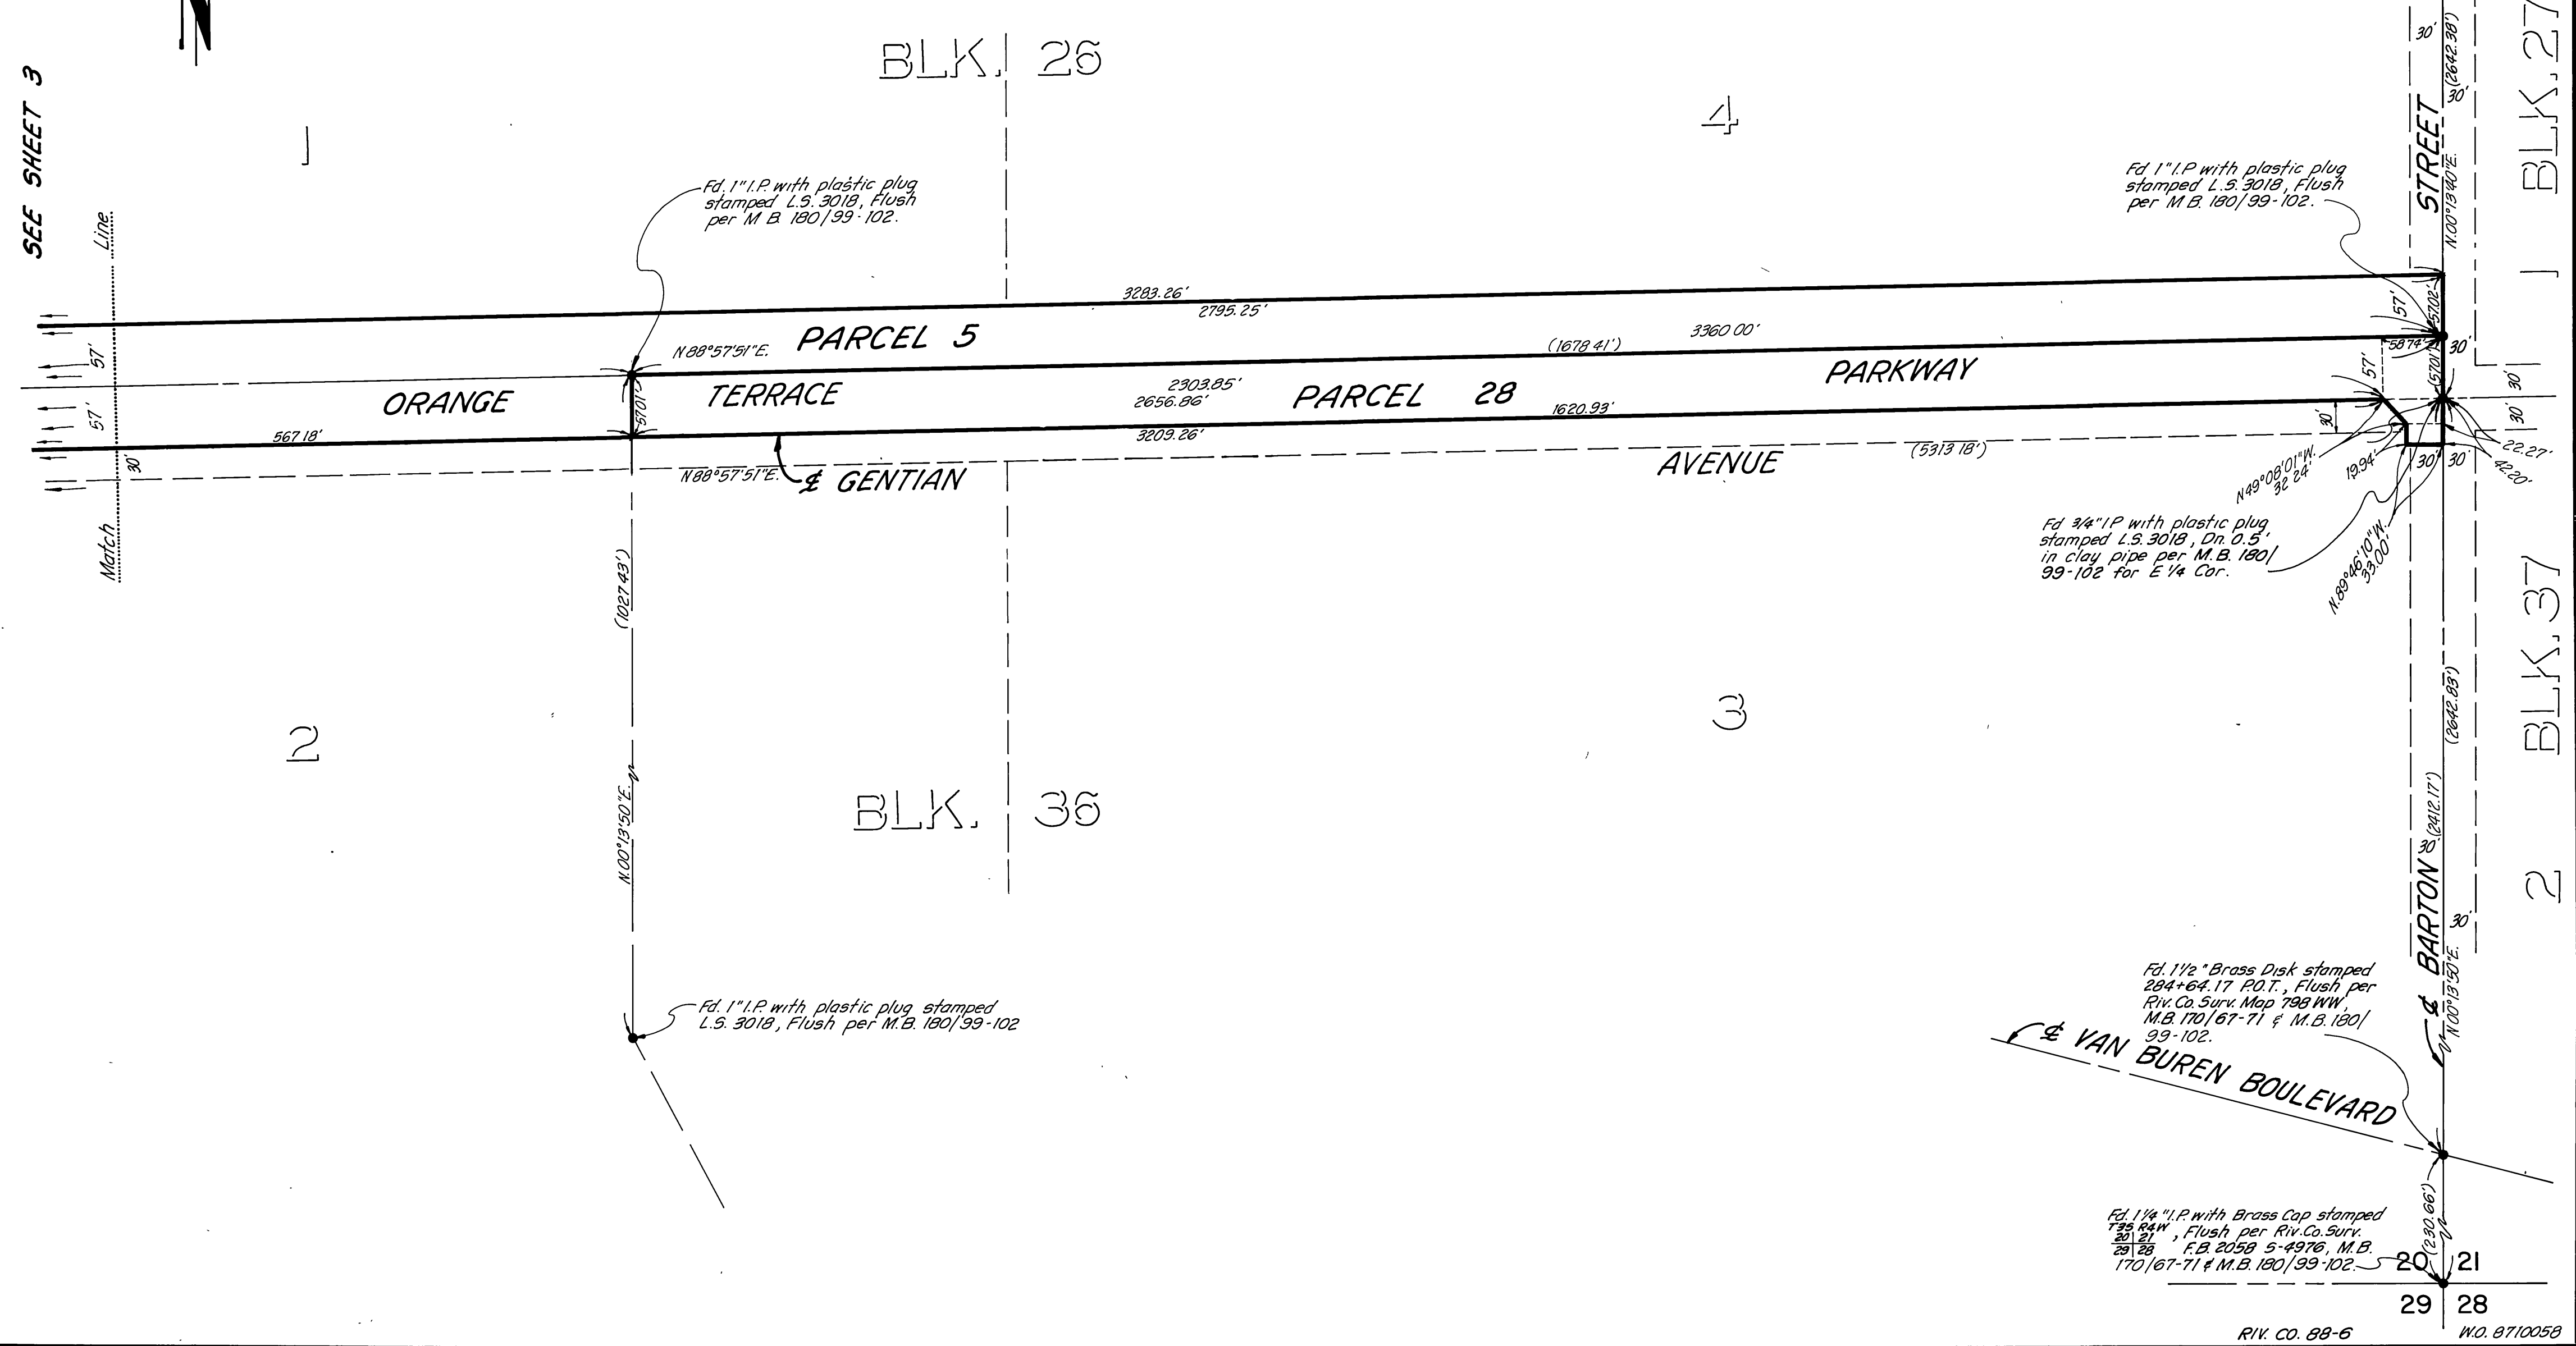 SEE SHEET 3
Match
Line
BLK. 26
1
4
BLK. 27
1
Fd. 1" I.P. with plastic plug
stamped L.S. 3018, Flush
per M.B. 180/99-102.
Fd 1" I.P with plastic plug
stamped L.S. 3018, Flush
per M.B. 180/99-102.
STREET
N.00°13'40"E.
(2642.38')
30'
30'
3283.26'
2795.25'
57'
57.02'
PARCEL 5
N88°57'51"E.
(1678 41')
3360 00'
58 74'
30'
57'
57'
57'
(57.01')
ORANGE
TERRACE
PARKWAY
57.01'
2303.85'
2656.86'
PARCEL 28
1620.93'
30'
30'
30'
567 18'
3209.26'
30'
N88°57'51"E.
℄ GENTIAN
AVENUE
(5313 18')
N49°08'01"W.
32 24'
19.94'
30'
30'
22.27'
42.20'
N.89°46'10"W.
33.00'
Fd 3/4" I.P with plastic plug
stamped L.S. 3018, Dn. 0.5'
in clay pipe per M.B. 180/
99-102 for E 1/4 Cor.
(1027 43')
N.00°13'50"E.
2
3
BLK. 36
BLK. 37
2
(2642.83')
(2412.17')
30'
30'
℄ BARTON
N 00°13'50"E.
Fd. 1" I.P. with plastic plug stamped
L.S. 3018, Flush per M.B. 180/99-102
Fd. 1 1/2" Brass Disk stamped
284+64.17 P.O.T., Flush per
Riv. Co. Surv. Map 798 WW,
M.B. 170/67-71 & M.B. 180/
99-102.
℄ VAN BUREN BOULEVARD
(230.66')
Fd. 1 1/4" I.P. with Brass Cap stamped
T3S R4W
20 21
29 28
, Flush per Riv. Co. Surv.
F.B. 2058 S-4976, M.B.
170/67-71 & M.B. 180/99-102.
20 21
29 28
RIV. CO. 88-6
W.O. 8710058